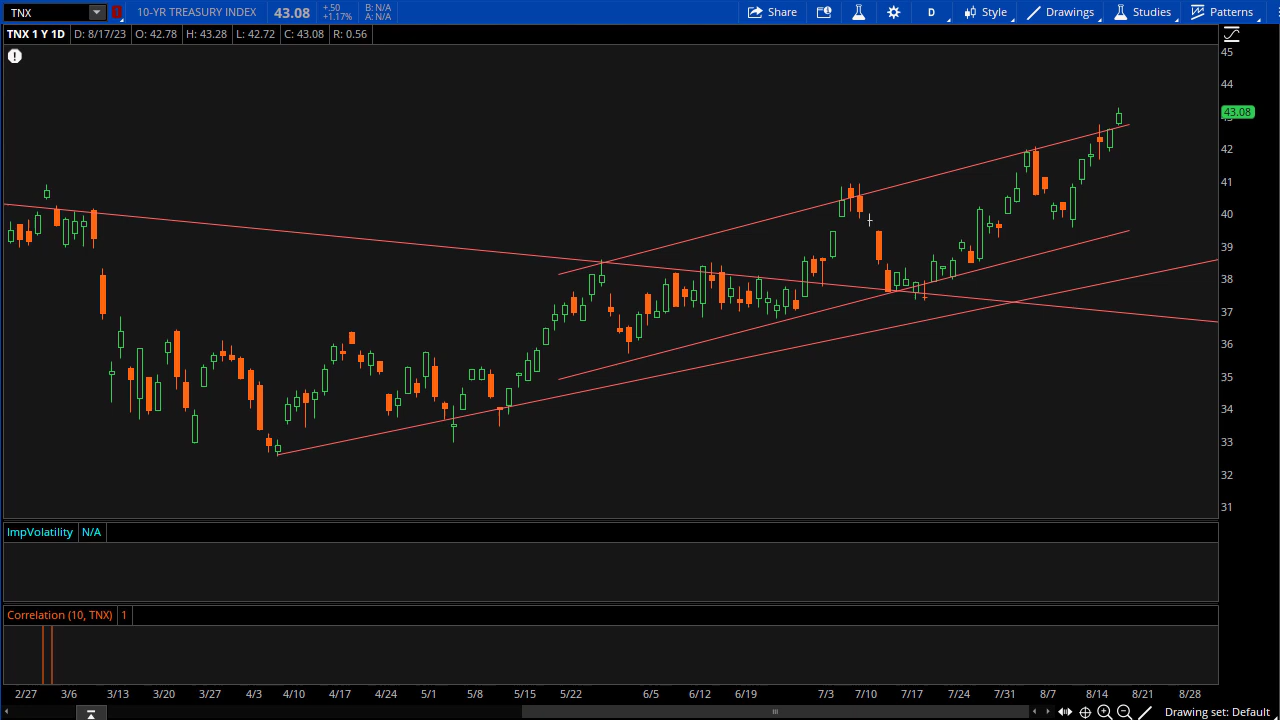 TNX 10-YR TREASURY INDEX 43.08 +.50 +1.17% B: N/A A: N/A Share D Style Drawings Studies Patterns
TNX 1 Y 1D D: 8/17/23 O: 42.78 H: 43.28 L: 42.72 C: 43.08 R: 0.56
45
44
43.08
42
41
40
39
38
37
36
35
34
33
32
31
ImpVolatility N/A
Correlation (10, TNX) 1
2/27 3/6 3/13 3/20 3/27 4/3 4/10 4/17 4/24 5/1 5/8 5/15 5/22 6/5 6/12 6/19 7/3 7/10 7/17 7/24 7/31 8/7 8/14 8/21 8/28
Drawing set: Default